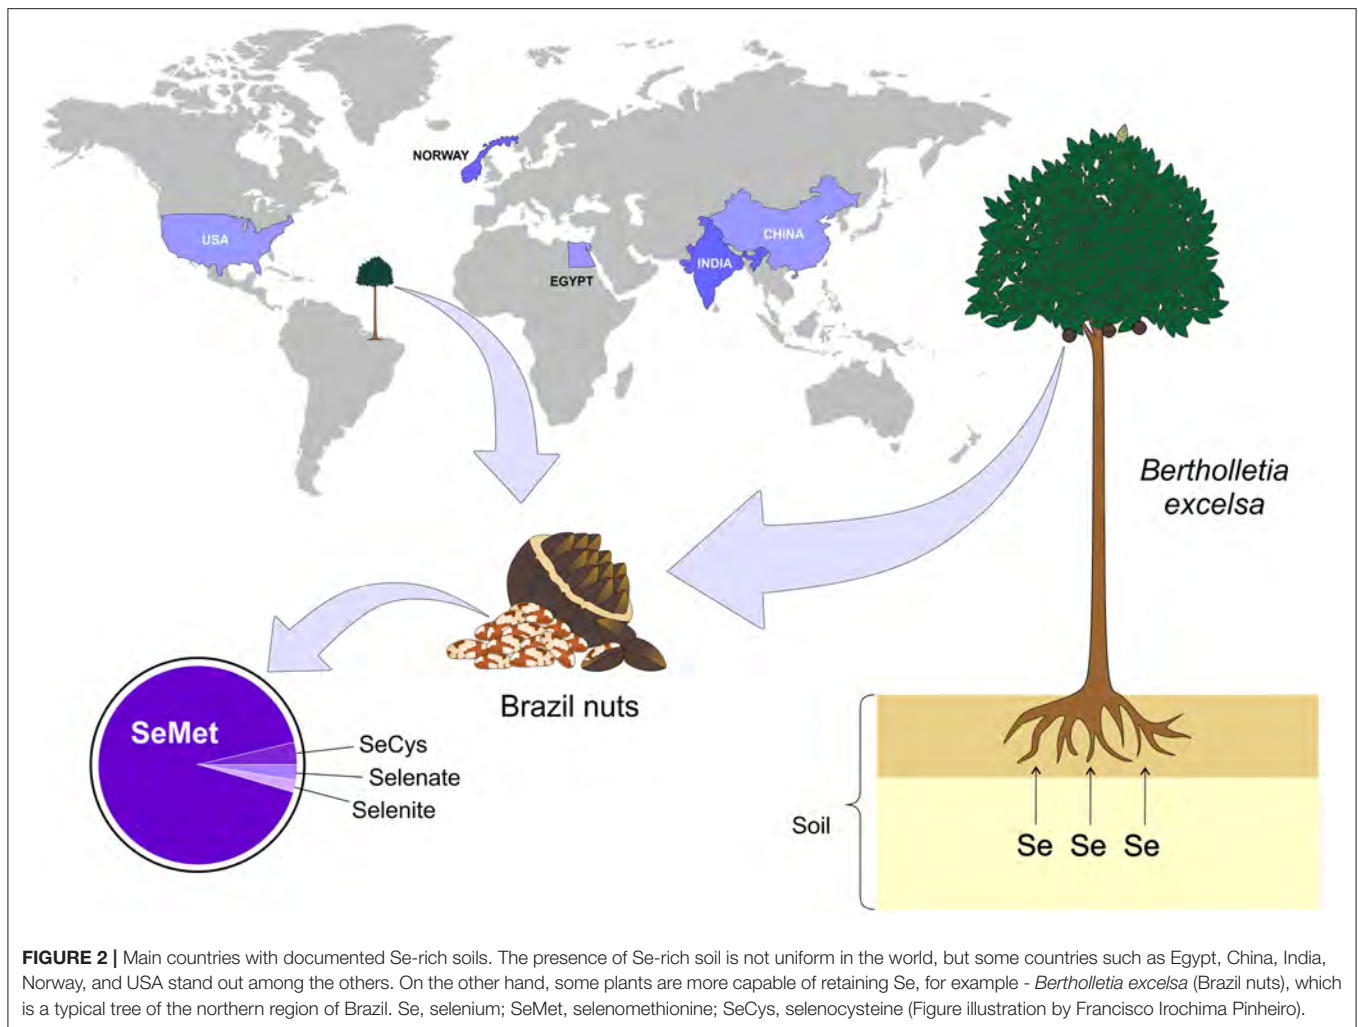 NORWAY
USA
CHINA
INDIA
EGYPT
Bertholletia
excelsa
Brazil nuts
SeMet
SeCys
Selenate
Selenite
Soil
Se Se Se
FIGURE 2 | Main countries with documented Se-rich soils. The presence of Se-rich soil is not uniform in the world, but some countries such as Egypt, China, India,
Norway, and USA stand out among the others. On the other hand, some plants are more capable of retaining Se, for example - Bertholletia excelsa (Brazil nuts), which
is a typical tree of the northern region of Brazil. Se, selenium; SeMet, selenomethionine; SeCys, selenocysteine (Figure illustration by Francisco Irochima Pinheiro).